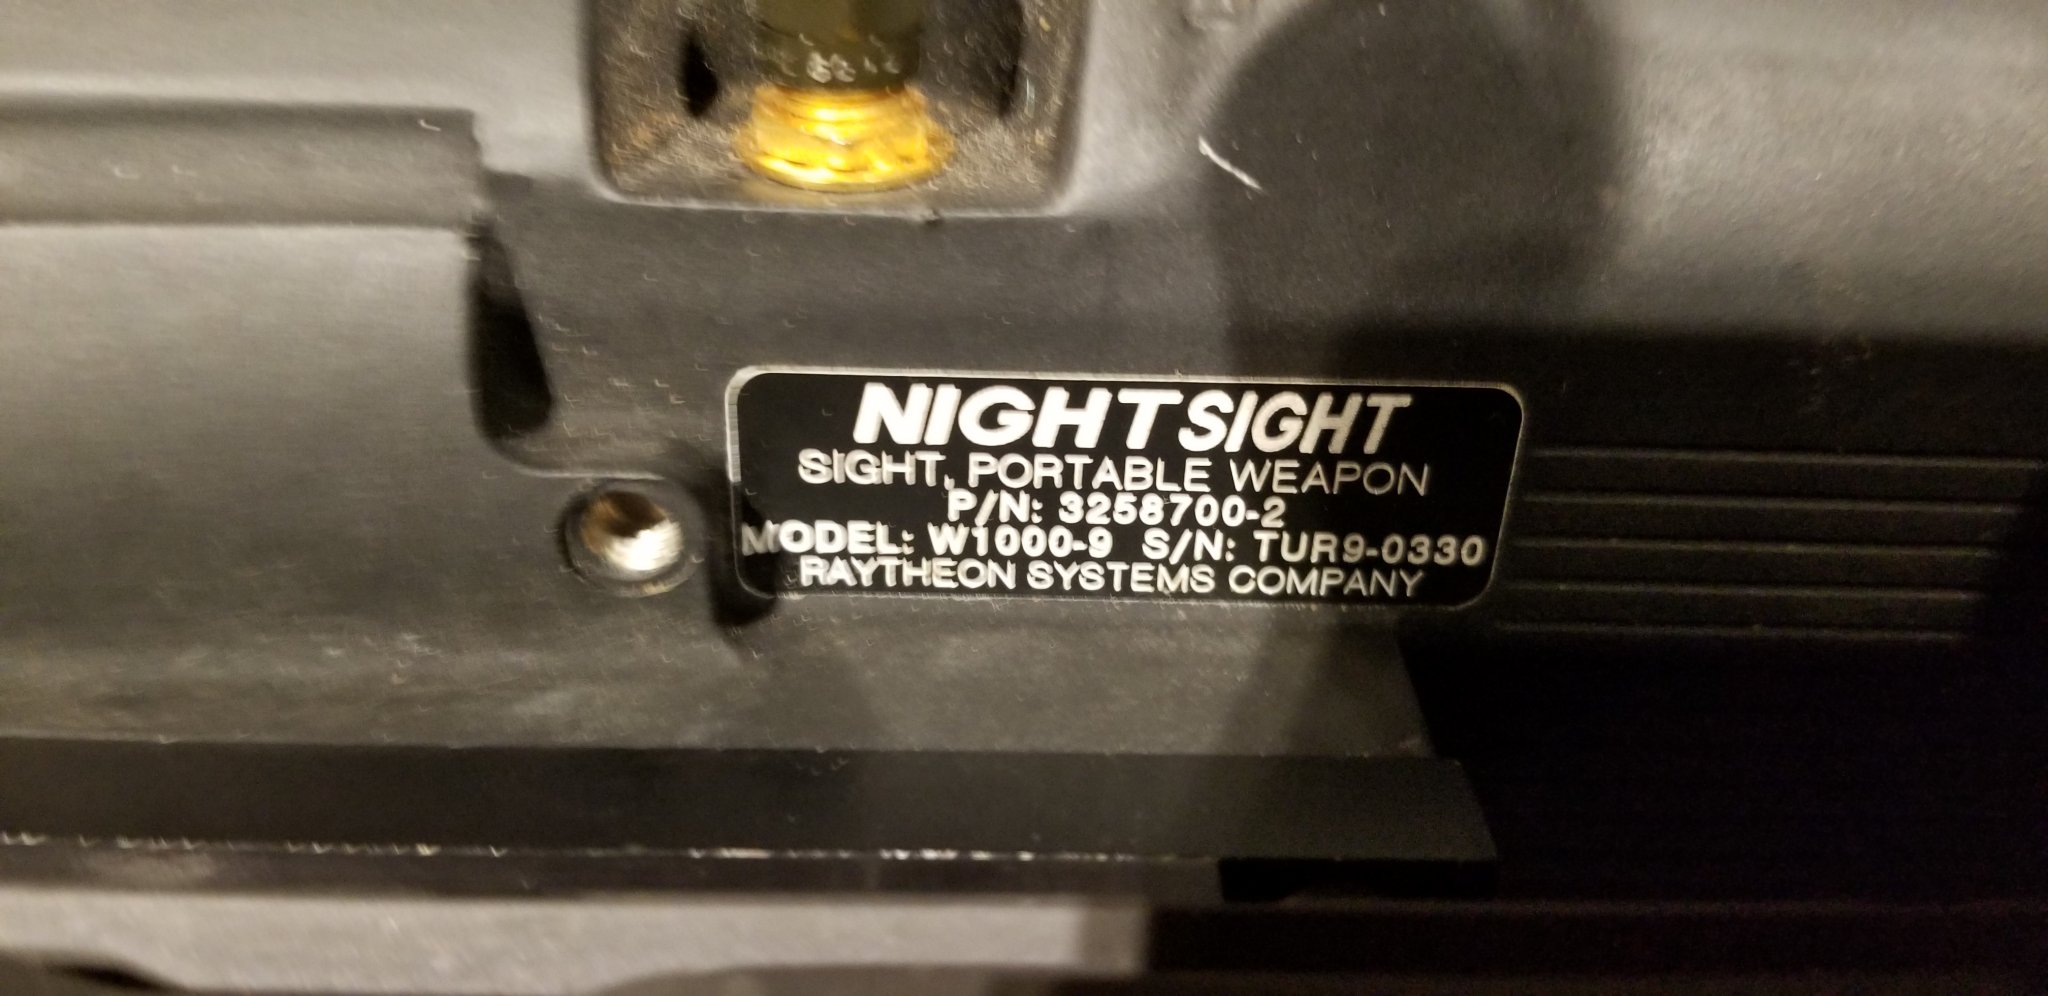 NIGHTSIGHT
SIGHT, PORTABLE WEAPON
P/N: 3258700-2
MODEL: W1000-9 S/N: TUR9-0330
RAYTHEON SYSTEMS COMPANY